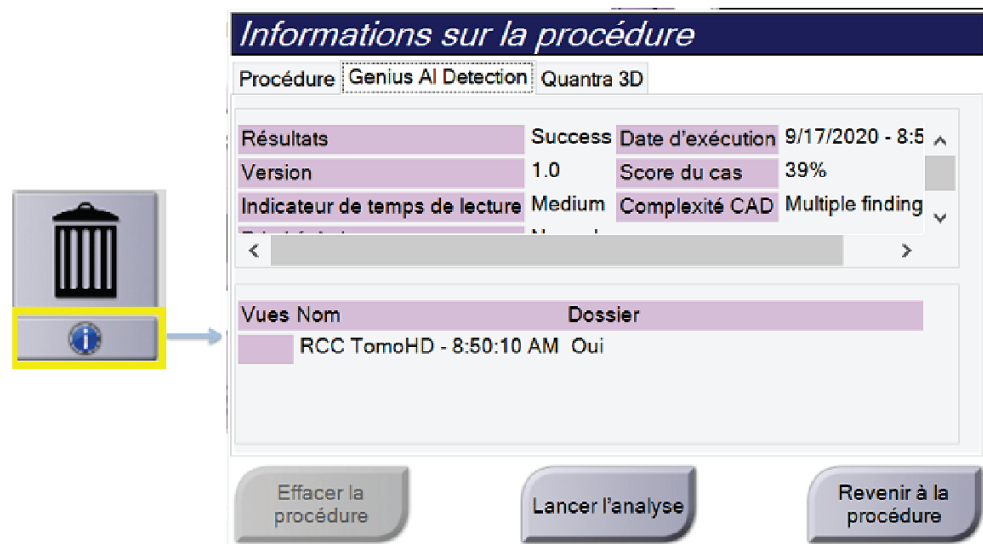 Informations sur la procédure
Procédure Genius AI Detection Quantra 3D
Résultats Success Date d'exécution 9/17/2020 - 8:5
Version 1.0 Score du cas 39%
Indicateur de temps de lecture Medium Complexité CAD Multiple finding
Vues Nom Dossier
RCC TomoHD - 8:50:10 AM Oui
Effacer la
procédure
Lancer l'analyse
Revenir à la
procédure